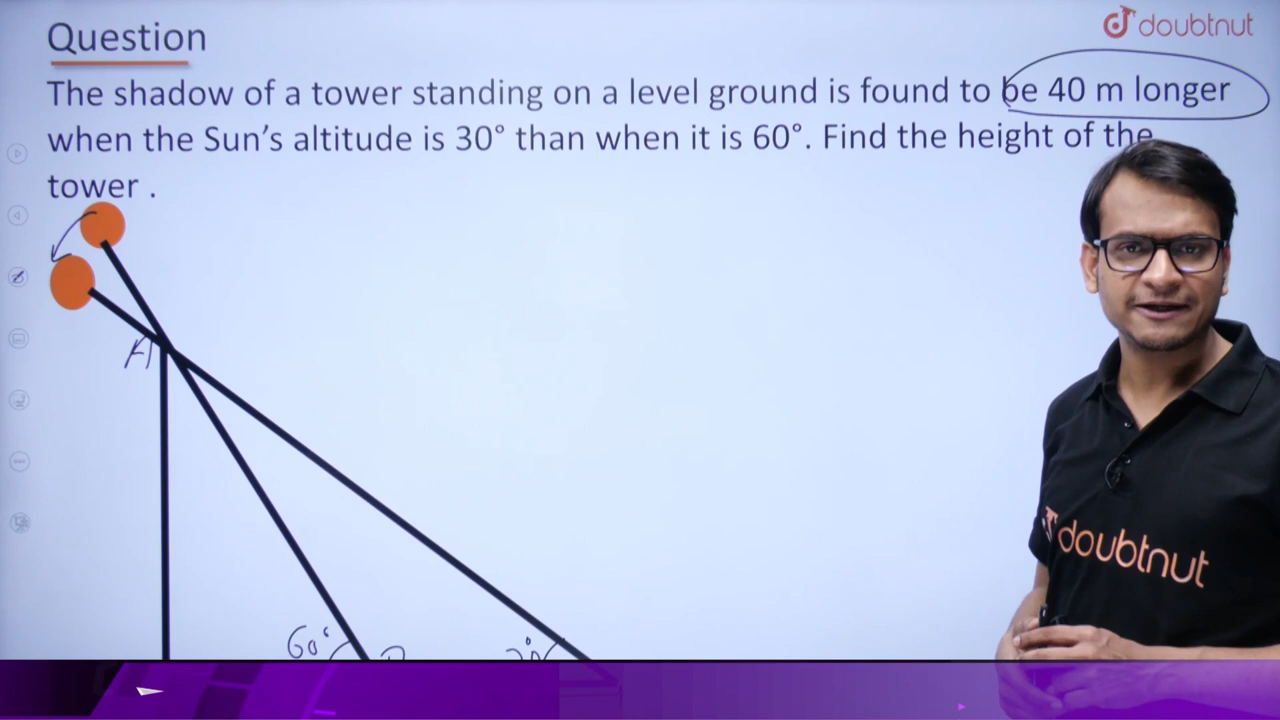 Question
doubtnut
The shadow of a tower standing on a level ground is found to be 40 m longer
when the Sun’s altitude is 30° than when it is 60°. Find the height of the
tower .
A
60°
doubtnut